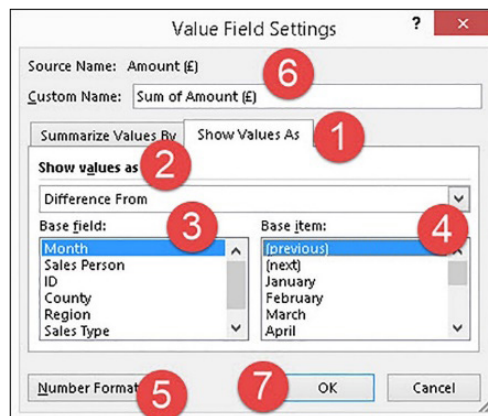 Value Field Settings ? ×
Source Name: Amount (£)
6
Custom Name: Sum of Amount (£)
Summarize Values By Show Values As 1
Show values as 2
Difference From
Base field: 3 Base item: 4
Month (previous)
Sales Person (next)
ID January
County February
Region March
Sales Type April
Number Format 5 7 OK Cancel